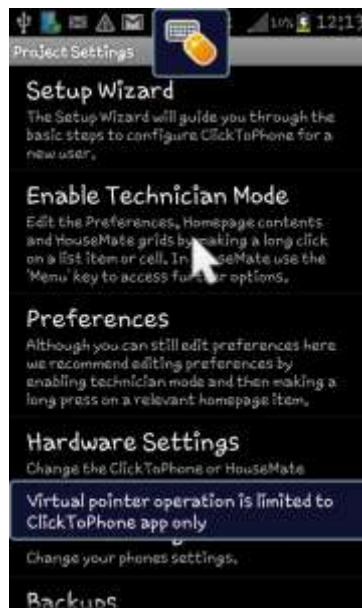 10% 12:13
Project Settings
Setup Wizard
The Setup Wizard will guide you through the
basic steps to configure ClickToPhone for a
new user.
Enable Technician Mode
Edit the Preferences, Homepage contents
and HouseMate grids by making a long click
on a list item or cell. In HouseMate use the
'Menu' key to access further options.
Preferences
Although you can still edit preferences here
we recommend editing preferences by
enabling technician mode and then making a
long press on a relevant homepage item.
Hardware Settings
Change the ClickToPhone or HouseMate
Virtual pointer operation is limited to
ClickToPhone app only
Change your phones settings.
Backups